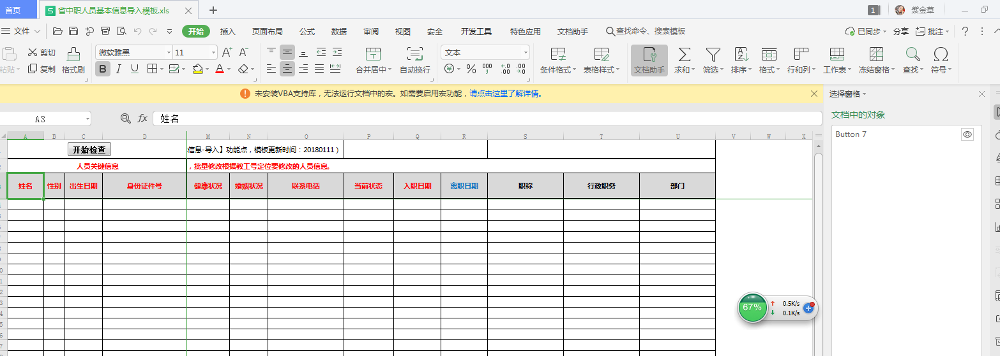 首页 省中职人员基本信息导入模板.xls 1 紫金草
文件 开始 插入 页面布局 公式 数据 审阅 视图 安全 开发工具 特色应用 文档助手 查找命令、搜索模板 已同步 分享 批注
粘贴 剪切 复制 格式刷 微软雅黑 11 B I U A 合并居中 自动换行 文本 条件格式 表格样式 文档助手 求和 筛选 排序 格式 行和列 工作表 冻结窗格 查找 符号
未安装VBA支持库，无法运行文档中的宏。如需要启用宏功能，请点击这里了解详情。
选择窗格
A3 fx 姓名
文档中的对象
Button 7
A B C D M N O P Q R S T U V W X
开始检查 信息-导入】功能点，模板更新时间：20180111）
人员关键信息 ，批量修改根据教工号定位要修改的人员信息。
姓名 性别 出生日期 身份证件号 健康状况 婚姻状况 联系电话 当前状态 入职日期 离职日期 职称 行政职务 部门
67% 0.5K/s
0.1K/s